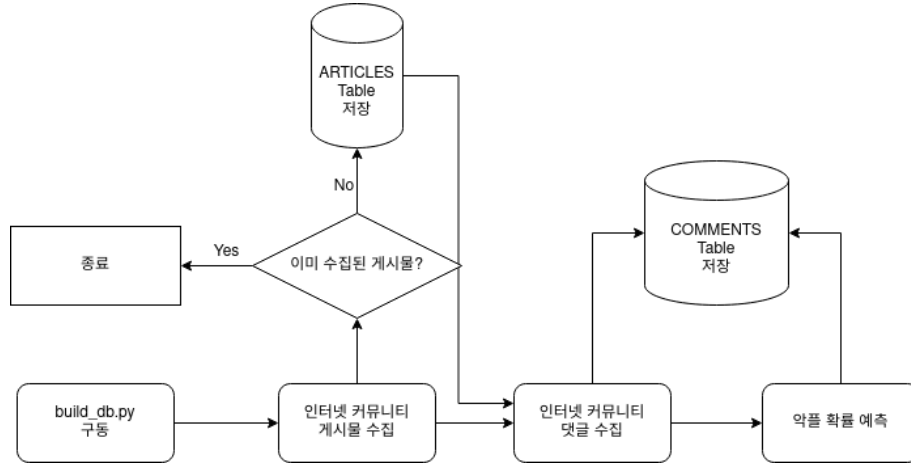 ARTICLES
Table
저장
No
COMMENTS
Table
저장
Yes
종료
이미 수집된 게시물?
build_db.py
구동
인터넷 커뮤니티
게시물 수집
인터넷 커뮤니티
댓글 수집
악플 확률 예측